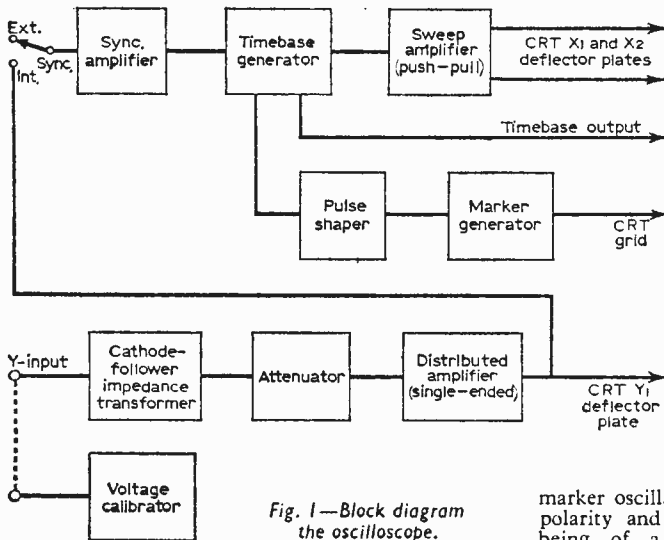 Ext.
Sync.
Int.
Sync.
amplifier
Timebase
generator
Sweep
amplifier
(push-pull)
CRT X1 and X2
deflector plates
Timebase output
Pulse
shaper
Marker
generator
CRT
grid
Y-input
Cathode-
follower
impedance
transformer
Attenuator
Distributed
amplifier
(single-ended)
CRT Y1
deflector
plate
Voltage
calibrator
Fig. 1—Block diagram
the oscilloscope.
marker oscilla
polarity and
being of a